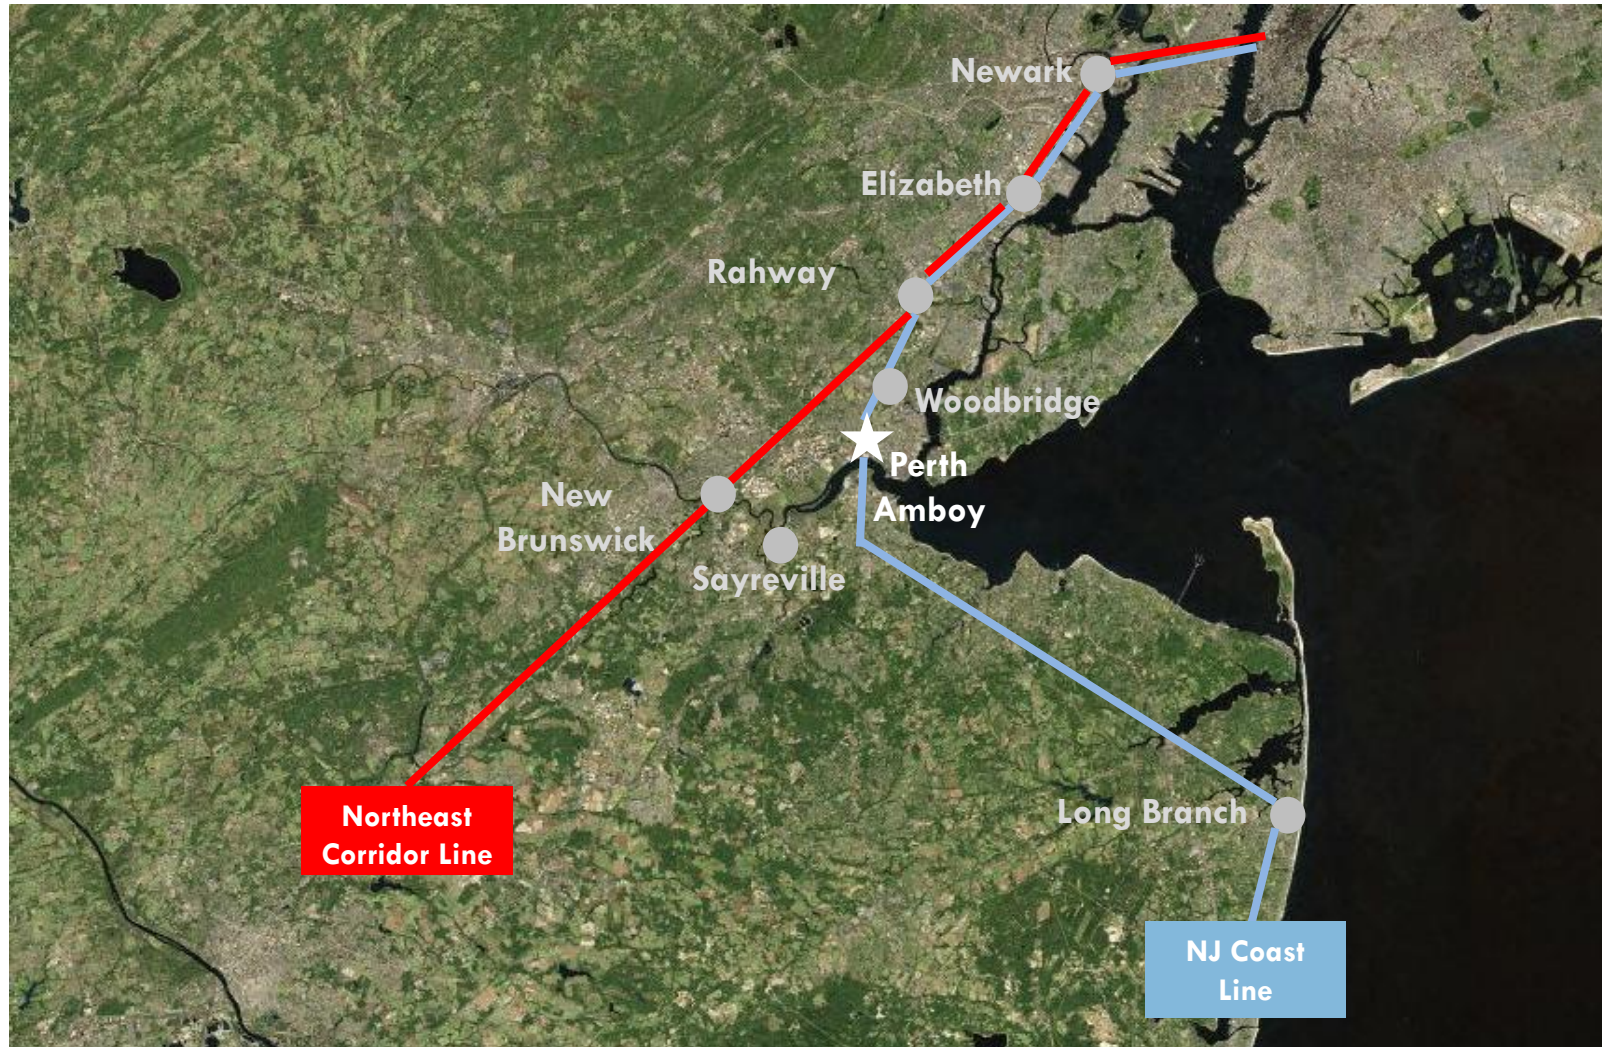 Newark
Elizabeth
Rahway
Woodbridge
Perth
Amboy
New
Brunswick
Sayreville
Long Branch
Northeast
Corridor Line
NJ Coast
Line